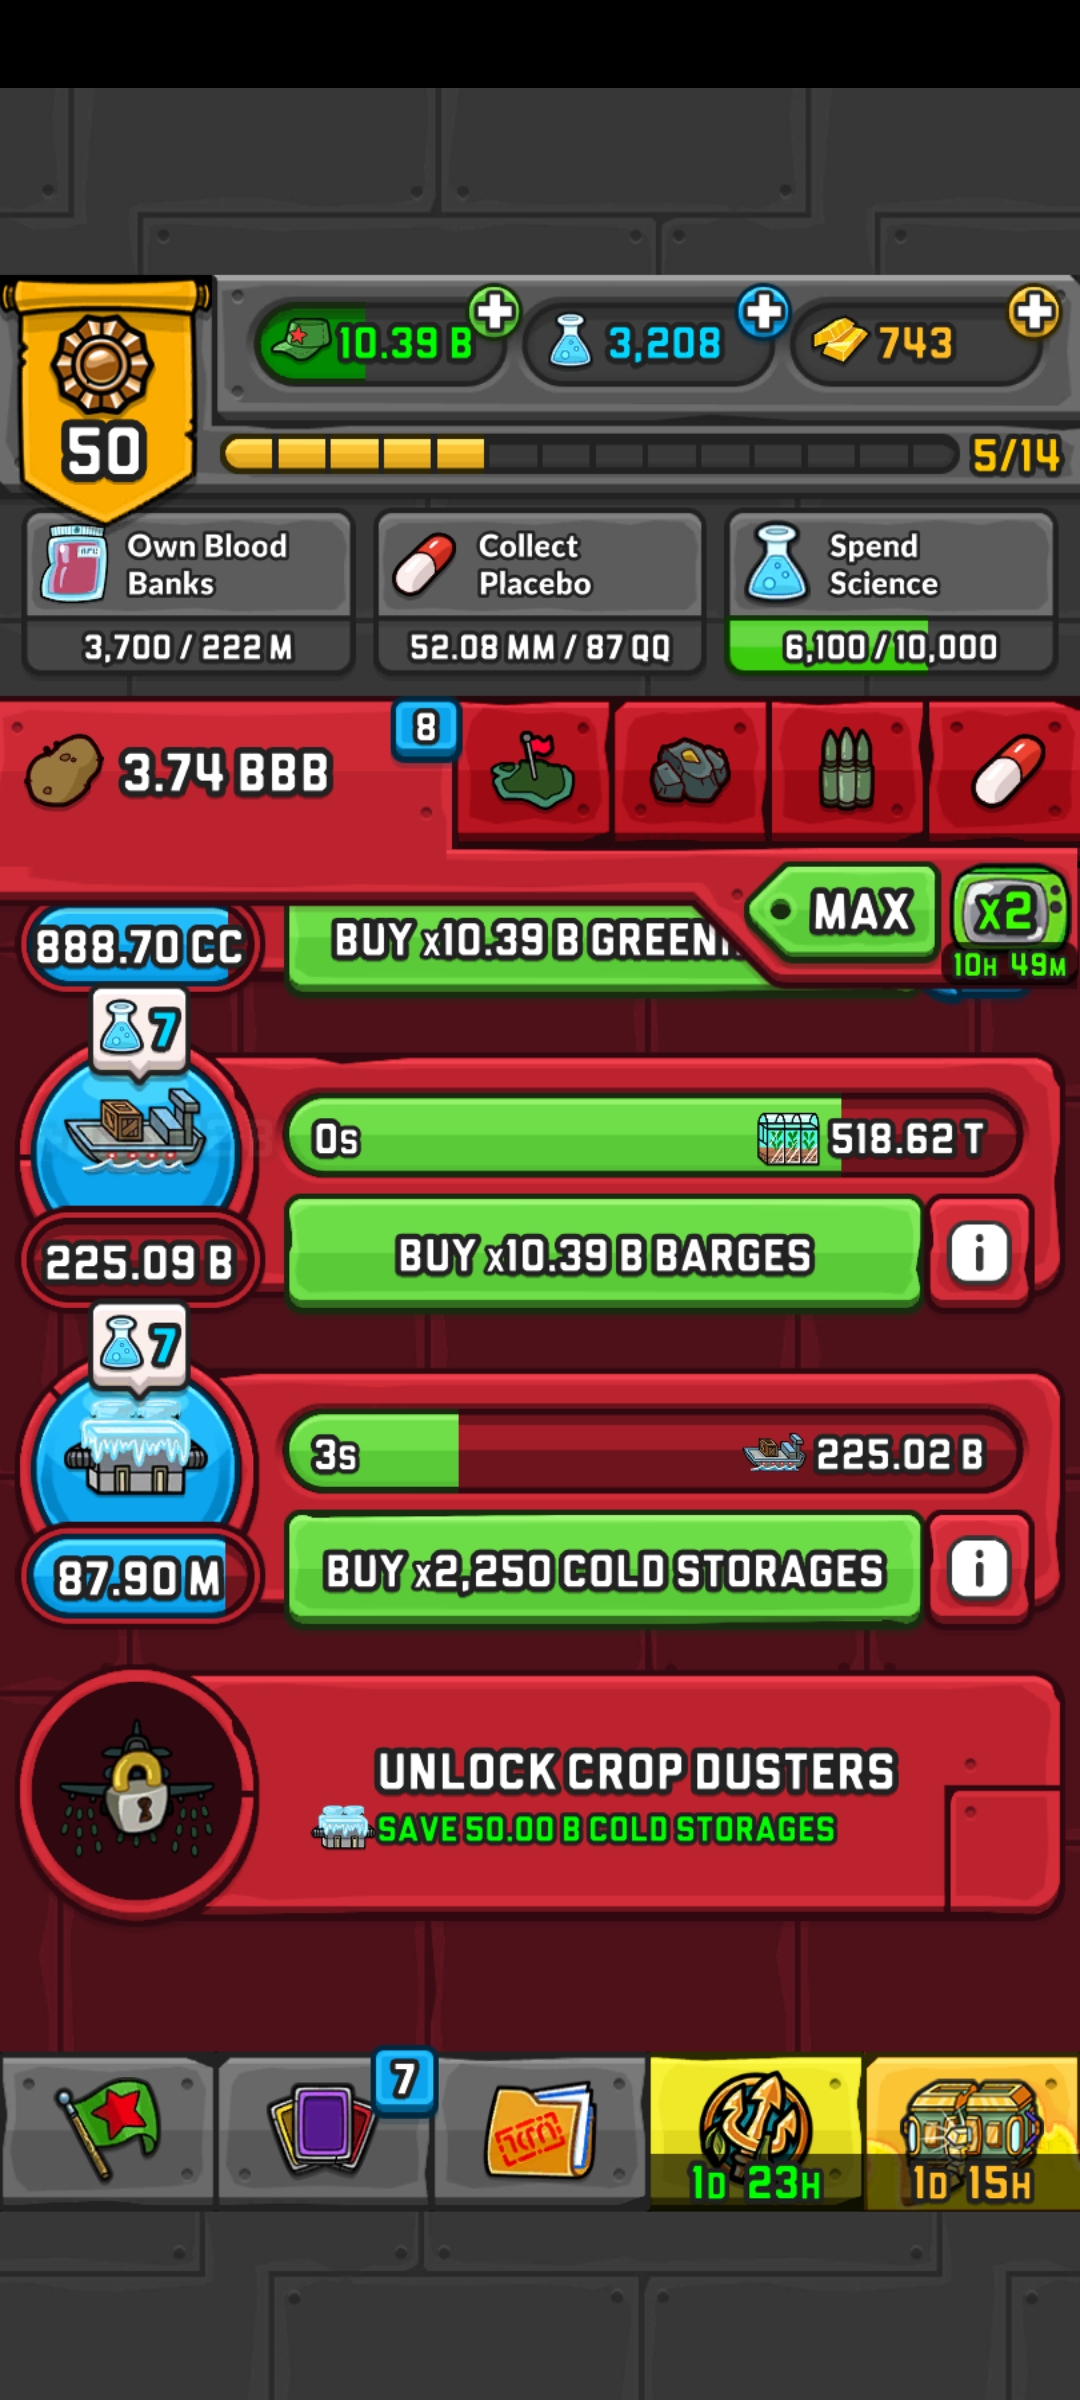 10.39 B
3,208
743
50
5/14
Own Blood
Banks
3,700 / 222 M
Collect
Placebo
52.08 MM / 87 QQ
Spend
Science
6,100 / 10,000
3.74 BBB
8
MAX
x2
10H 49M
888.70 CC
BUY x10.39 B GREEN
7
0s
518.62 T
225.09 B
BUY x10.39 B BARGES
i
7
3s
225.02 B
87.90 M
BUY x2,250 COLD STORAGES
i
UNLOCK CROP DUSTERS
SAVE 50.00 B COLD STORAGES
7
1D 23H
1D 15H